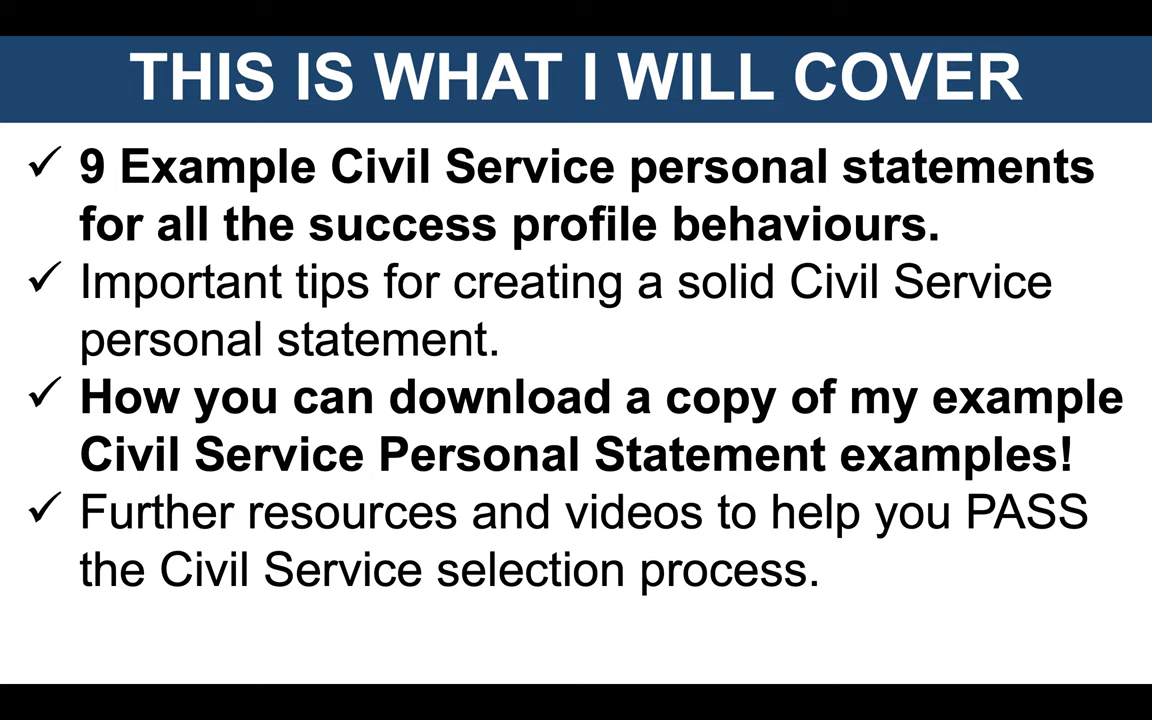 THIS IS WHAT I WILL COVER
✓ 9 Example Civil Service personal statements
for all the success profile behaviours.
✓ Important tips for creating a solid Civil Service
personal statement.
✓ How you can download a copy of my example
Civil Service Personal Statement examples!
✓ Further resources and videos to help you PASS
the Civil Service selection process.